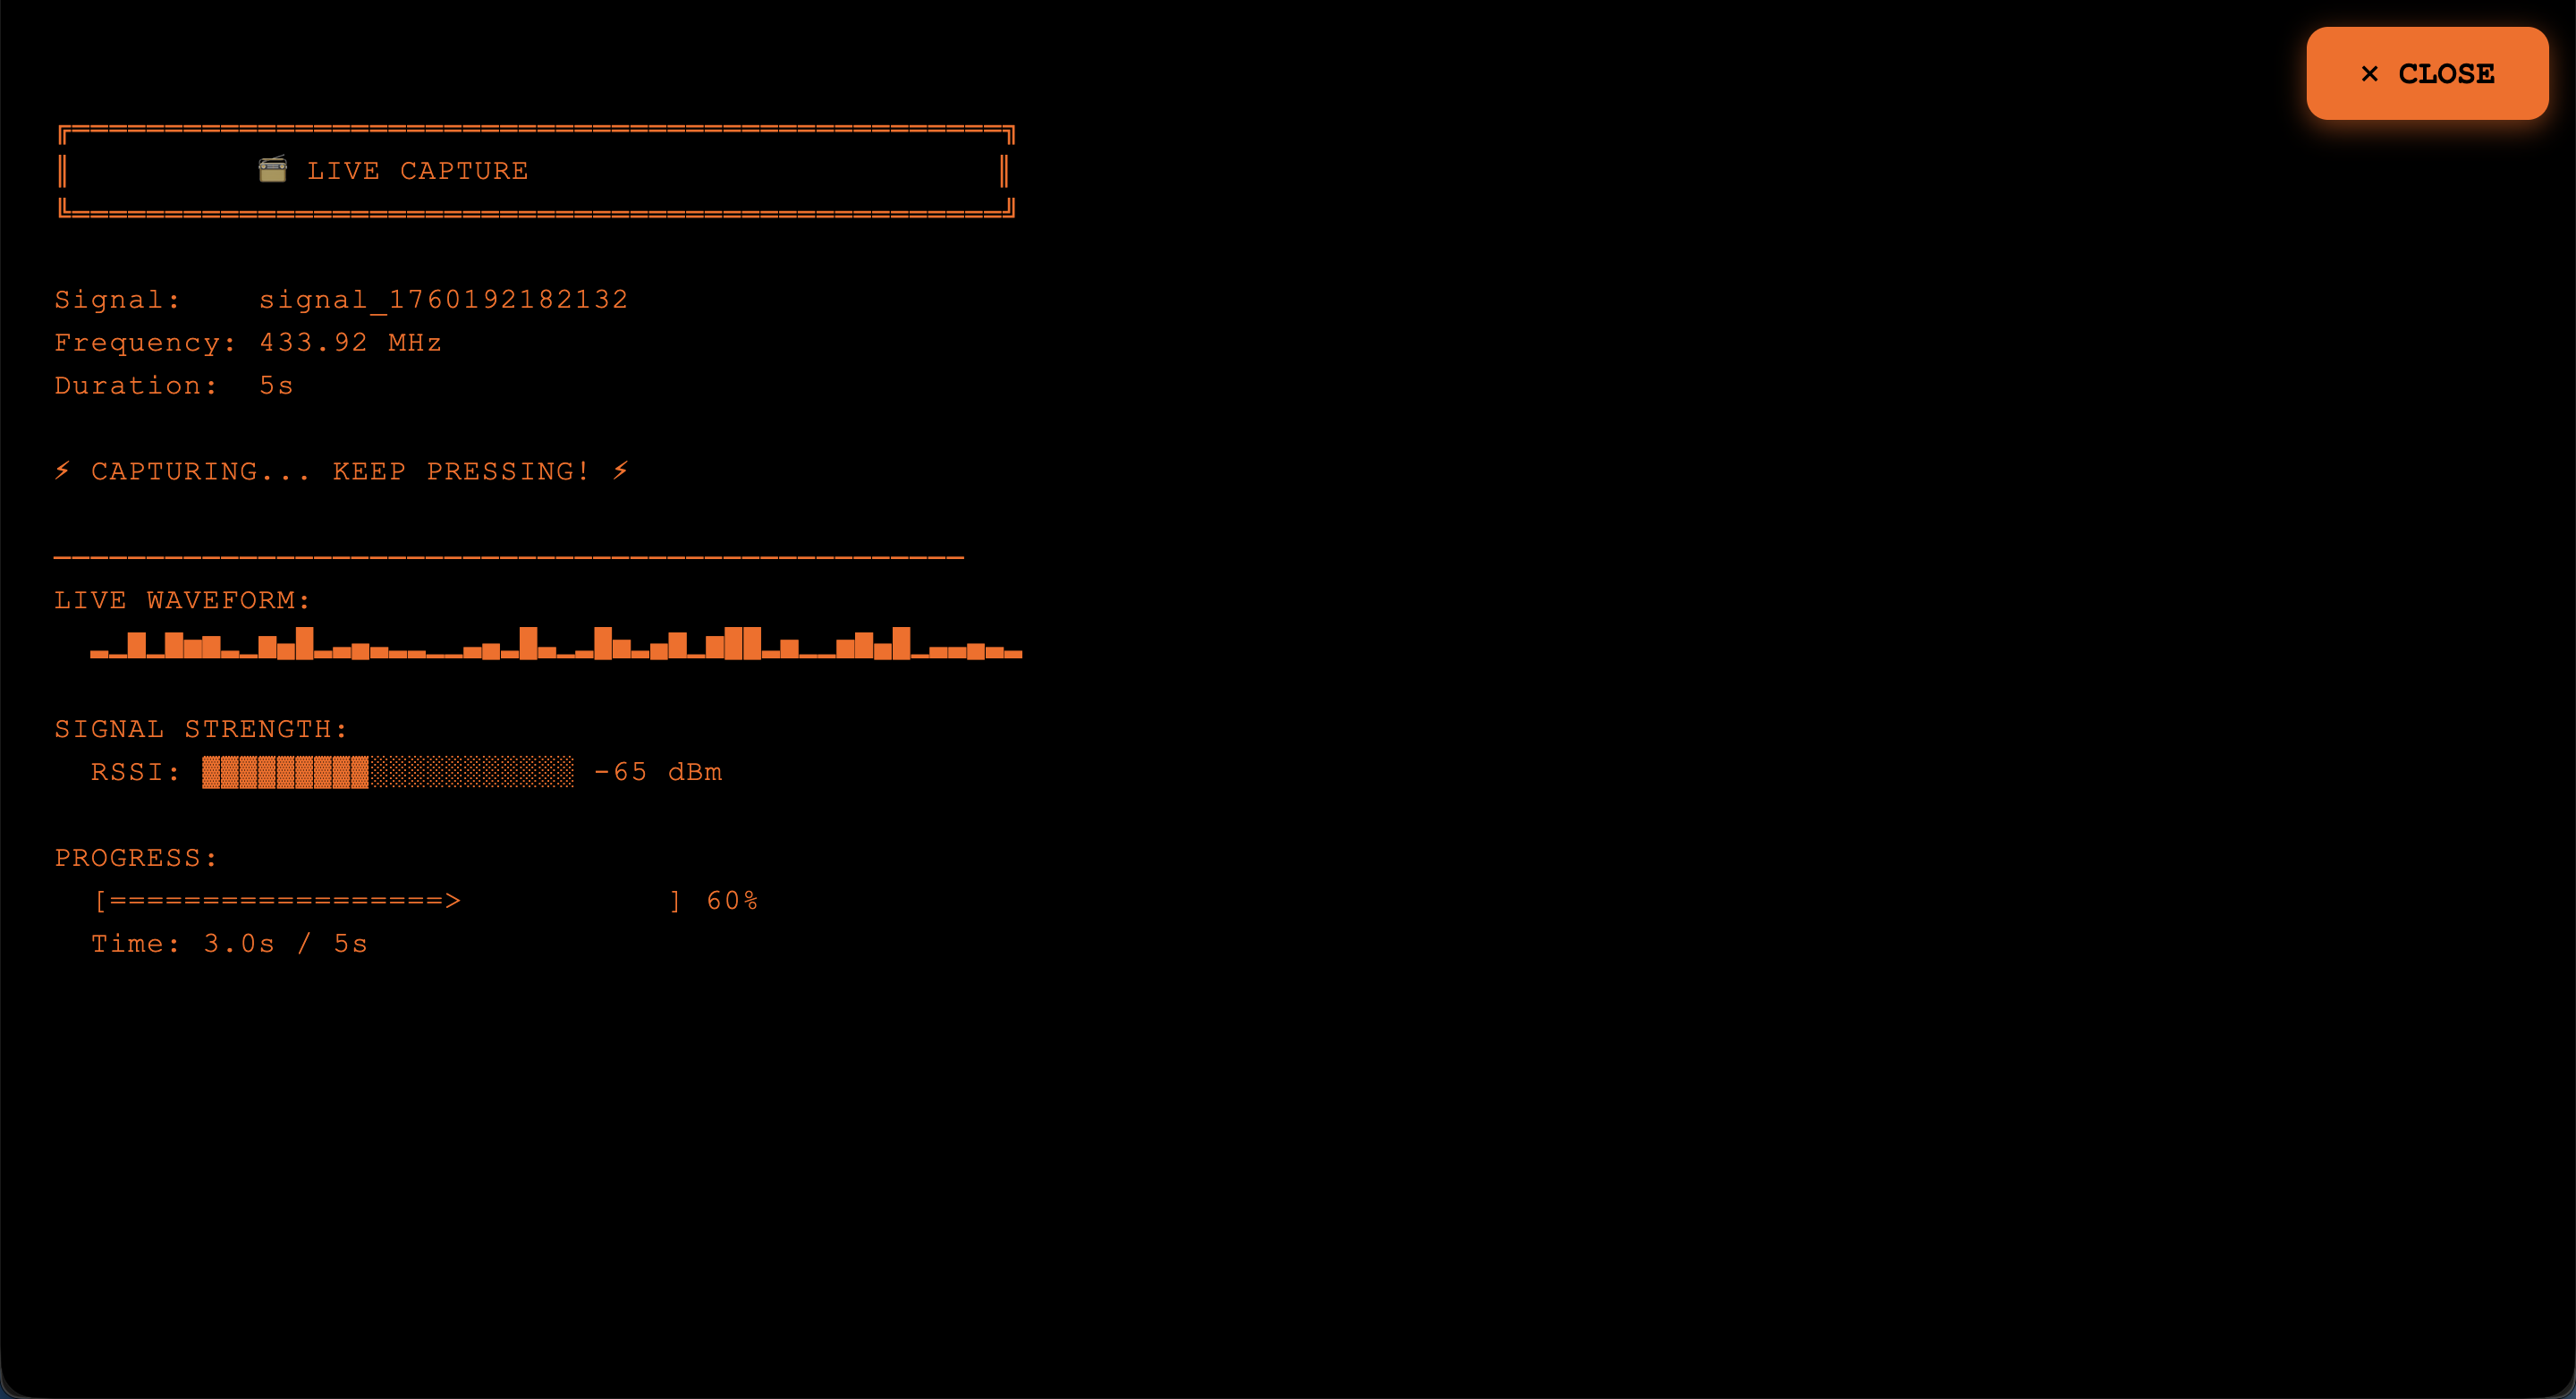 × CLOSE
📻 LIVE CAPTURE
Signal:    signal_1760192182132
Frequency: 433.92 MHz
Duration:  5s
⚡ CAPTURING... KEEP PRESSING! ⚡
LIVE WAVEFORM:
SIGNAL STRENGTH:
RSSI: ▓▓▓▓▓▓▓▓▓░░░░░░░░░░░ -65 dBm
PROGRESS:
[==================>           ] 60%
Time: 3.0s / 5s